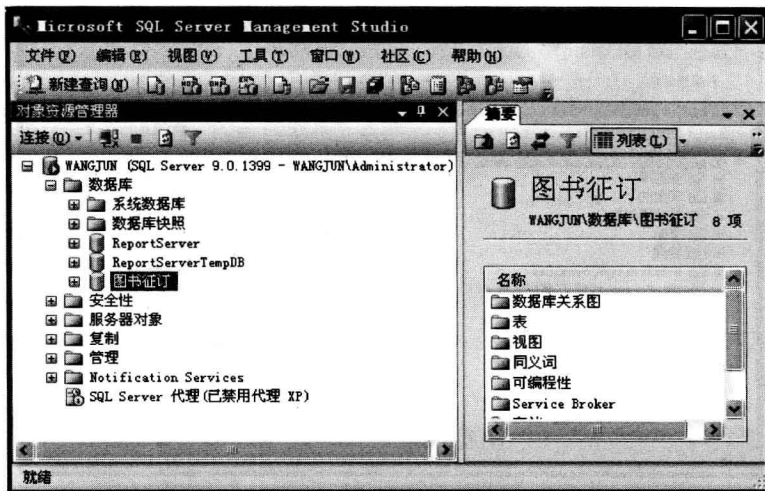 Microsoft SQL Server Management Studio
文件(F) 编辑(E) 视图(V) 工具(T) 窗口(W) 社区(C) 帮助(H)
新建查询(N)
对象资源管理器
连接(O)
WANGJUN (SQL Server 9.0.1399 - WANGJUN\Administrator)
数据库
系统数据库
数据库快照
ReportServer
ReportServerTempDB
图书征订
安全性
服务器对象
复制
管理
Notification Services
SQL Server 代理(已禁用代理 XP)
就绪
摘要
列表(L)
图书征订
WANGJUN\数据库\图书征订 8 项
名称
数据库关系图
表
视图
同义词
可编程性
Service Broker